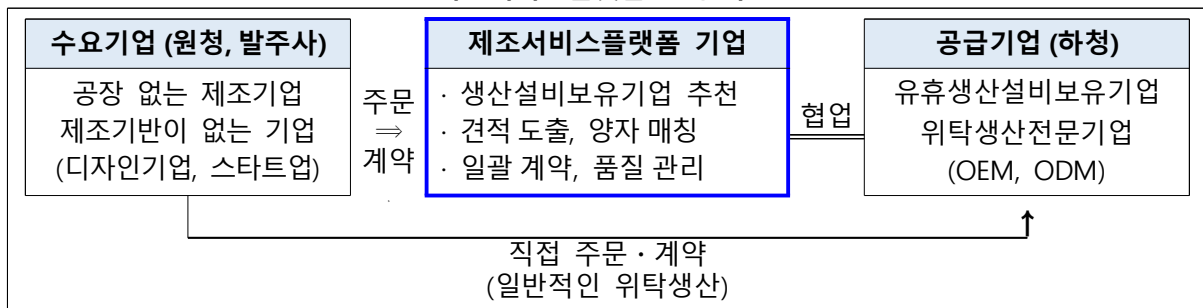 수요기업 (원청, 발주사)
공장 없는 제조기업
제조기반이 없는 기업
(디자인기업, 스타트업)
주문
⇒
계약
제조서비스플랫폼 기업
· 생산설비보유기업 추천
· 견적 도출, 양자 매칭
· 일괄 계약, 품질 관리
협업
공급기업 (하청)
유휴생산설비보유기업
위탁생산전문기업
(OEM, ODM)
직접 주문・계약
(일반적인 위탁생산)